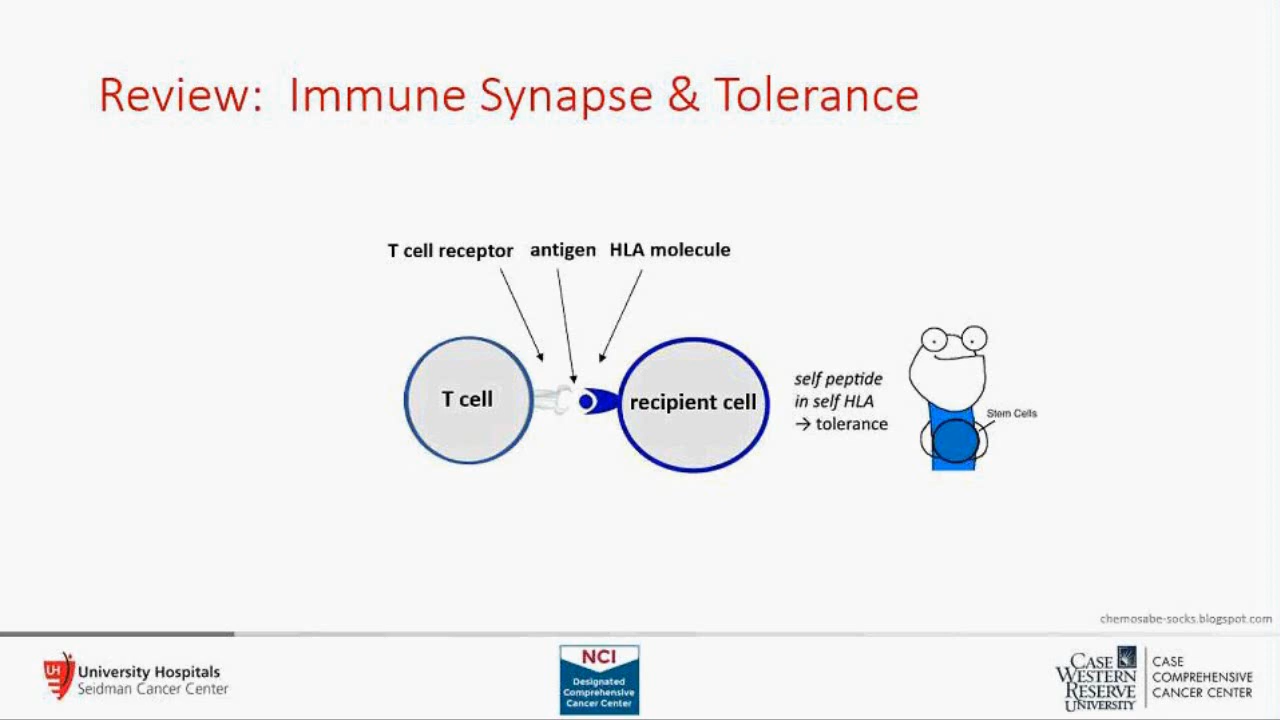 Review: Immune Synapse & Tolerance
T cell receptor antigen HLA molecule
T cell
recipient cell
self peptide
in self HLA
→ tolerance
Stem Cells
chemosabe-socks.blogspot.com
UH
University Hospitals
Seidman Cancer Center
NCI
Designated
Comprehensive
Cancer Center
CASE
WESTERN
RESERVE
UNIVERSITY
CASE
COMPREHENSIVE
CANCER CENTER